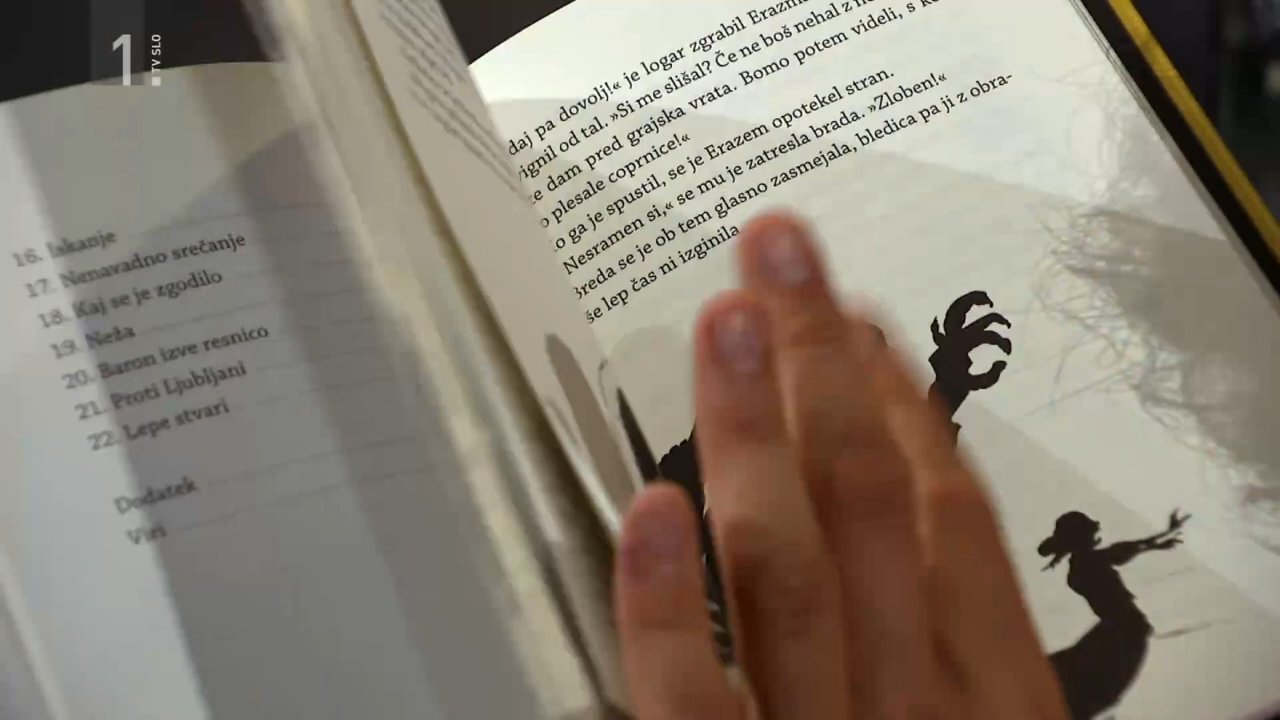 1
TV SLO
16. Iskanje
17. Nenavadno srečanje
18. Kaj se je zgodilo
19. Neža
20. Baron izve resnico
21. Proti Ljubljani
22. Lepe stvari
Dodatek
Viri
daj pa dovolj!« je logar zgrabil Erazma
ignil od tal. »Si me slišal? Če ne boš nehal z
te dam pred grajska vrata. Bomo potem videli, s
o plesale coprnice!«
ko ga je spustil, se je Erazem opotekel stran.
Nesramen si,« se mu je zatresla brada. »Zloben!«
Breda se je ob tem glasno zasmejala, bledica pa ji z obra-
še lep čas ni izginila.